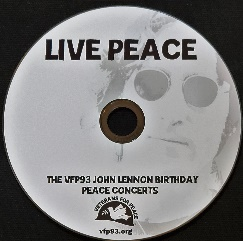 LIVE PEACE
THE VFP93 JOHN LENNON BIRTHDAY
PEACE CONCERTS
VETERANS FOR PEACE
vfp93.org